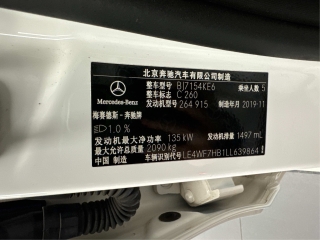 北京奔驰汽车有限公司制造
整车型号 BJ7154KE6 乘坐人数 5
整车标志 C 260
发动机型号 264 915 制造年月 2019-11
Mercedes-Benz
梅赛德斯-奔驰牌
1.0 %
发动机最大净功率 135 kW 发动机排量 1497 mL
最大允许总质量 2090 kg
中国 制造 车辆识别代号 LE4WF7HB1LL639864